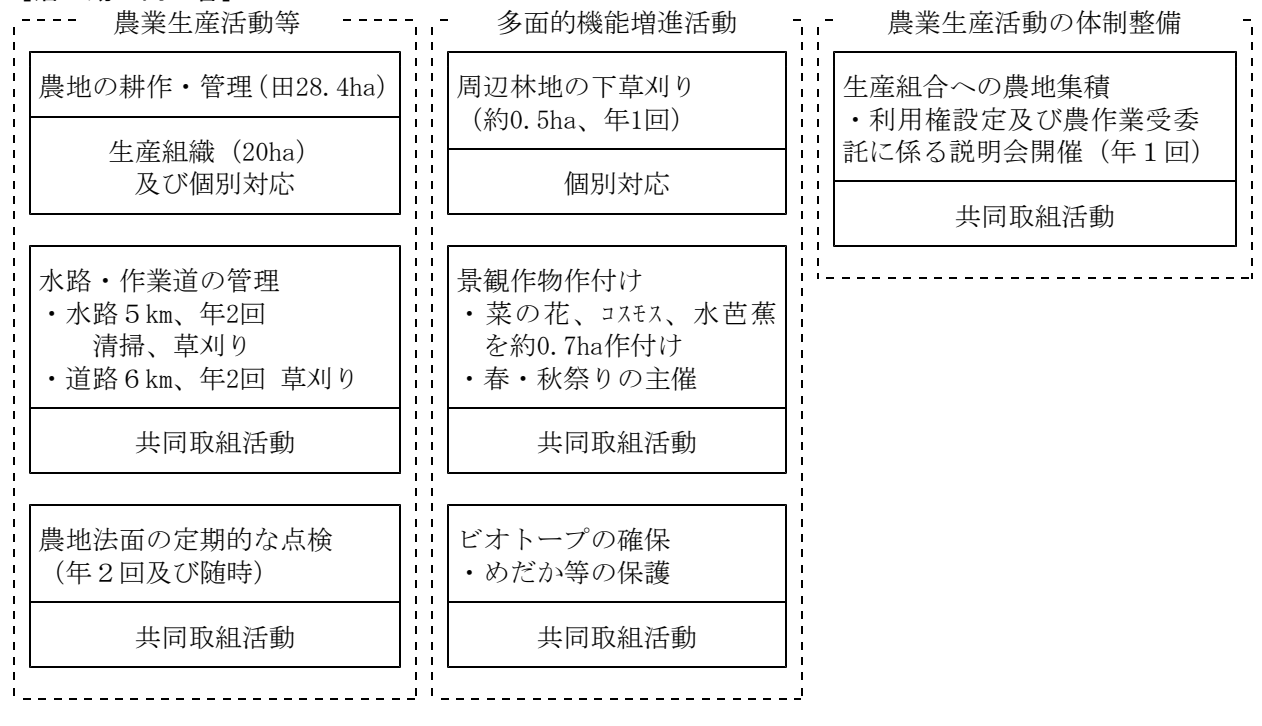 農業生産活動等
農地の耕作・管理(田28.4ha)
生産組織（20ha）
及び個別対応
水路・作業道の管理
・水路５㎞、年2回
清掃、草刈り
・道路６㎞、年2回 草刈り
共同取組活動
農地法面の定期的な点検
（年２回及び随時）
共同取組活動
多面的機能増進活動
周辺林地の下草刈り
（約0.5ha、年1回）
個別対応
景観作物作付け
・菜の花、ｺｽﾓｽ、水芭蕉
を約0.7ha作付け
・春・秋祭りの主催
共同取組活動
ビオトープの確保
・めだか等の保護
共同取組活動
農業生産活動の体制整備
生産組合への農地集積
・利用権設定及び農作業受委
託に係る説明会開催（年１回）
共同取組活動